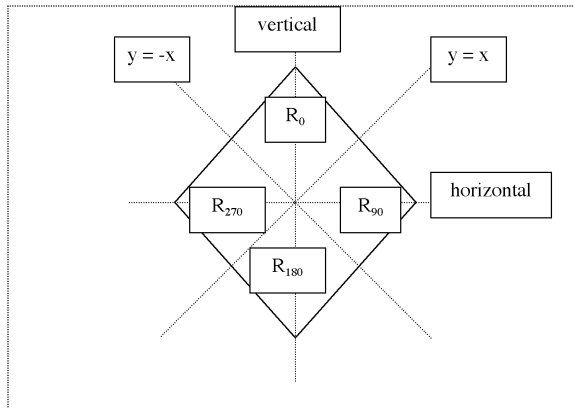 vertical
y = -x
y = x
R₀
horizontal
R₂₇₀
R₉₀
R₁₈₀